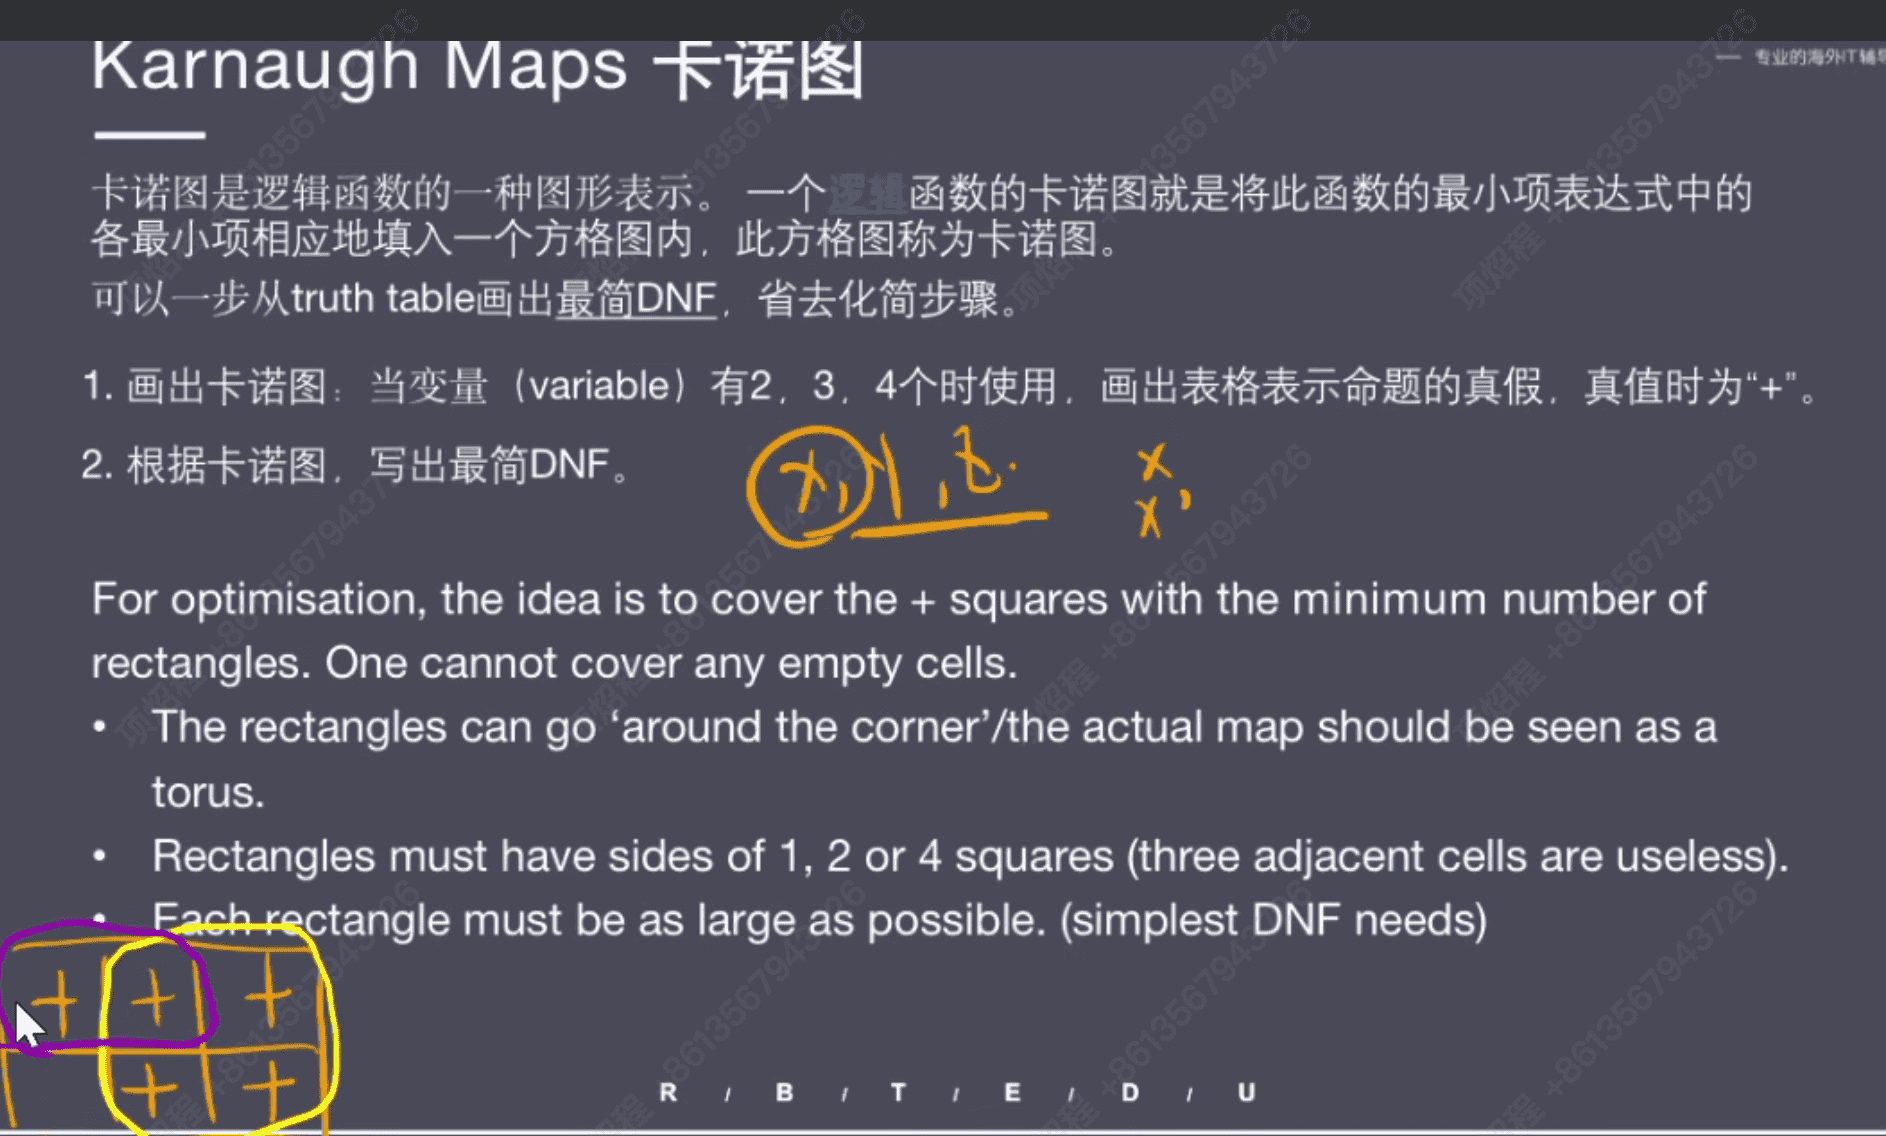 Karnaugh Maps 卡诺图
— 专业的海外IT辅导
卡诺图是逻辑函数的一种图形表示。 一个逻辑函数的卡诺图就是将此函数的最小项表达式中的
各最小项相应地填入一个方格图内，此方格图称为卡诺图。
可以一步从truth table画出最简DNF，省去化简步骤。
1. 画出卡诺图：当变量（variable）有2，3，4个时使用，画出表格表示命题的真假，真值时为“+”。
2. 根据卡诺图，写出最简DNF。
x, y, z.
x
x,
For optimisation, the idea is to cover the + squares with the minimum number of
rectangles. One cannot cover any empty cells.
• The rectangles can go ‘around the corner’/the actual map should be seen as a
torus.
• Rectangles must have sides of 1, 2 or 4 squares (three adjacent cells are useless).
• Each rectangle must be as large as possible. (simplest DNF needs)
+ + +
+ +
R / B / T / E / D / U
项焰程 +8613567943726